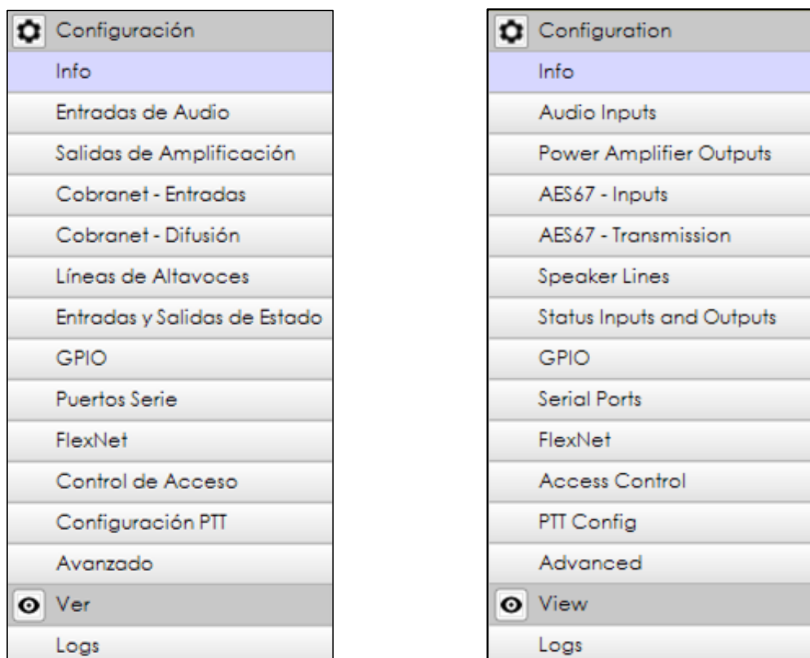 Configuración
Info
Entradas de Audio
Salidas de Amplificación
Cobranet - Entradas
Cobranet - Difusión
Líneas de Altavoces
Entradas y Salidas de Estado
GPIO
Puertos Serie
FlexNet
Control de Acceso
Configuración PTT
Avanzado
Ver
Logs
Configuration
Info
Audio Inputs
Power Amplifier Outputs
AES67 - Inputs
AES67 - Transmission
Speaker Lines
Status Inputs and Outputs
GPIO
Serial Ports
FlexNet
Access Control
PTT Config
Advanced
View
Logs